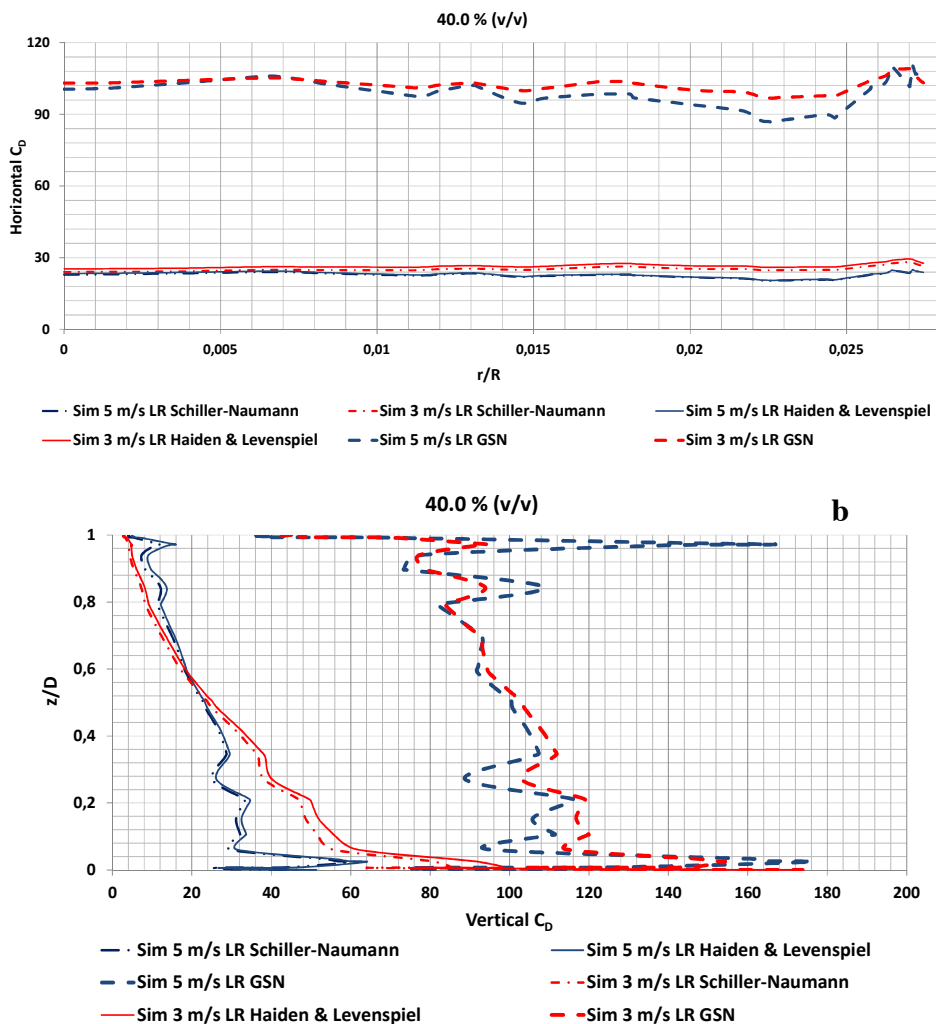 40.0 % (v/v)
120
90
60
30
0
Horizontal CD
0 0,005 0,01 0,015 0,02 0,025
r/R
Sim 5 m/s LR Schiller-Naumann Sim 3 m/s LR Schiller-Naumann Sim 5 m/s LR Haiden & Levenspiel
Sim 3 m/s LR Haiden & Levenspiel Sim 5 m/s LR GSN Sim 3 m/s LR GSN
40.0 % (v/v)
b
1
0,8
0,6
0,4
0,2
0
z/D
0 20 40 60 80 100 120 140 160 180 200
Vertical CD
Sim 5 m/s LR Schiller-Naumann Sim 5 m/s LR Haiden & Levenspiel
Sim 5 m/s LR GSN Sim 3 m/s LR Schiller-Naumann
Sim 3 m/s LR Haiden & Levenspiel Sim 3 m/s LR GSN